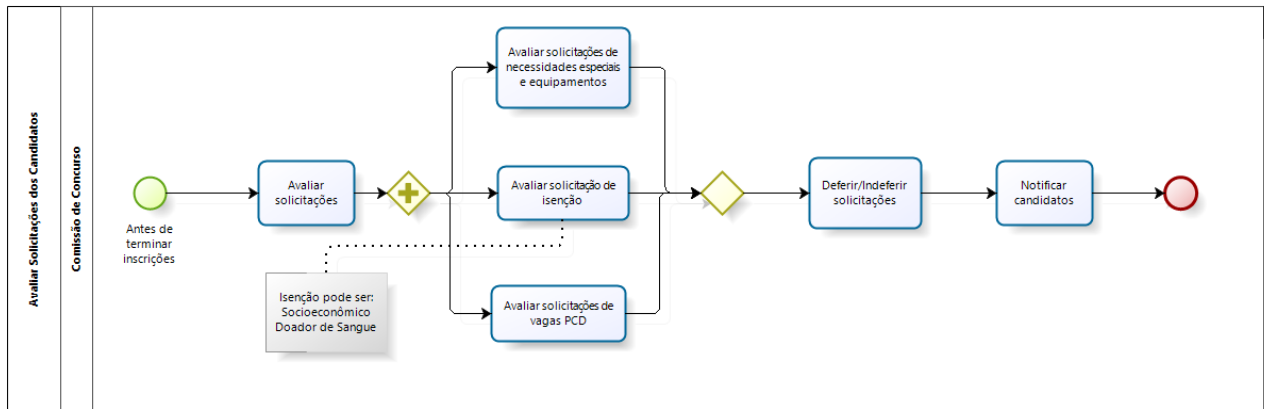 Avaliar Solicitações dos Candidatos
Comissão de Concurso
Antes de
terminar
inscrições
Avaliar
solicitações
Avaliar solicitações de
necessidades especiais
e equipamentos
Avaliar solicitação de
isenção
Isenção pode ser:
Socioeconômico
Doador de Sangue
Avaliar solicitações de
vagas PCD
Deferir/Indeferir
solicitações
Notificar
candidatos